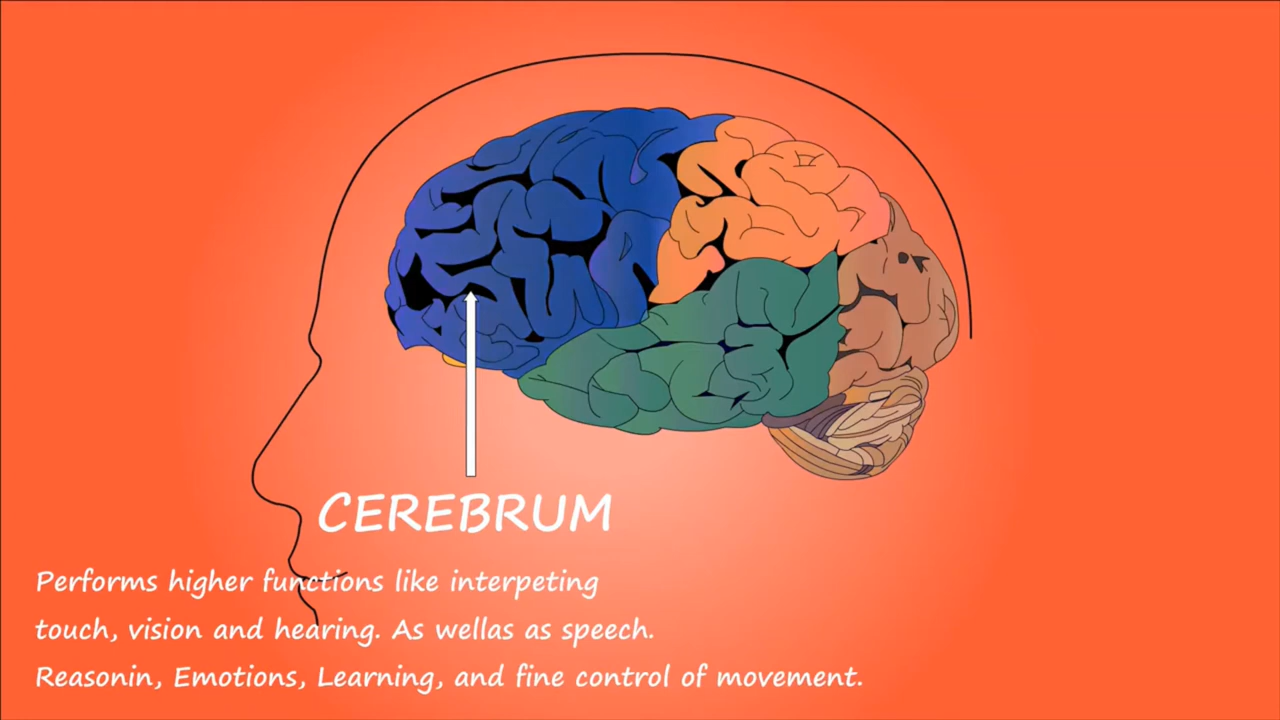 CEREBRUM
Performs higher functions like interpeting
touch, vision and hearing. As wellas as speech.
Reasonin, Emotions, Learning, and fine control of movement.